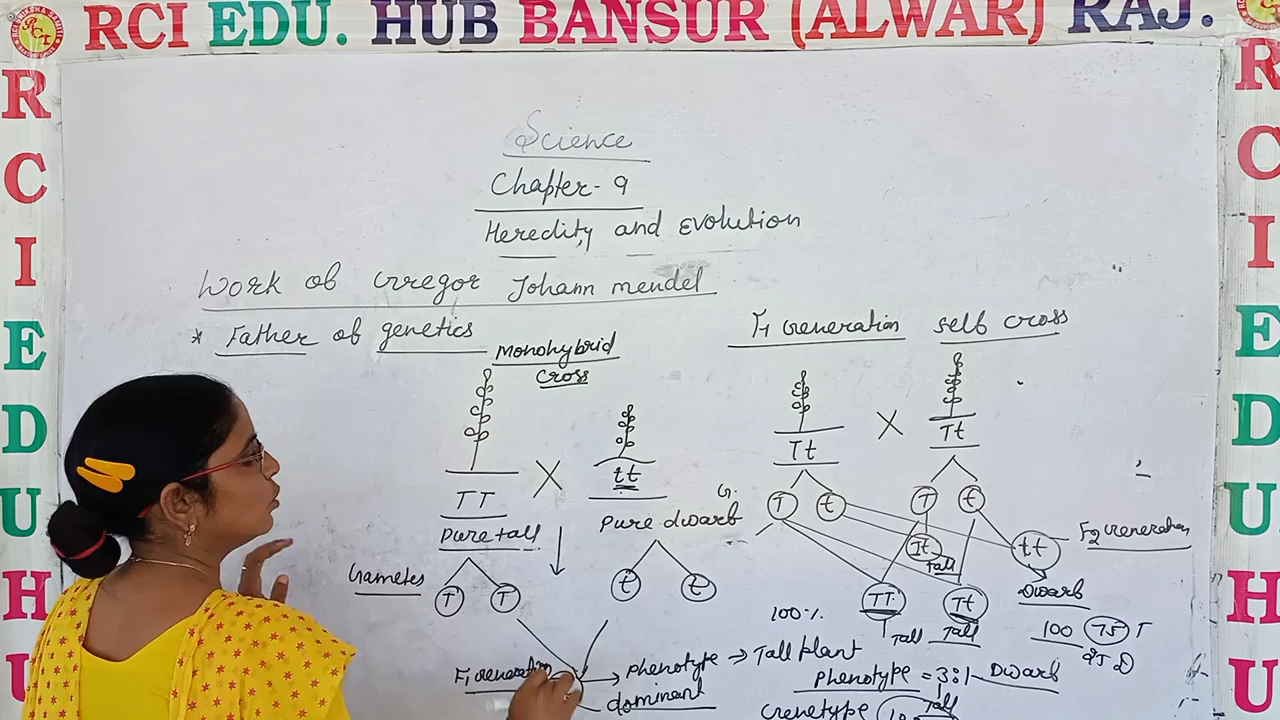 RCI EDU. HUB BANSUR (ALWAR) RAJ.
R
C
I
E
D
U
H
U
R
C
I
E
D
U
H
U
Science
Chapter-9
Heredity and Evolution
Work of Gregor Johann mendel
* Father of genetics
Monohybrid
cross
TT
X
tt
pure tall
pure dwarf
Gametes
T
T
t
t
F1 Generation
phenotype → Tall plant
dominant
F1 Generation self cross
Tt
X
Tt
G.
T
t
T
t
Tt
Tall
tt
Dwarf
F2 Generation
100%
TT
Tall
Tt
Tall
100 75 T
25 D
phenotype = 3:1 Dwarf
Tall
Genetype